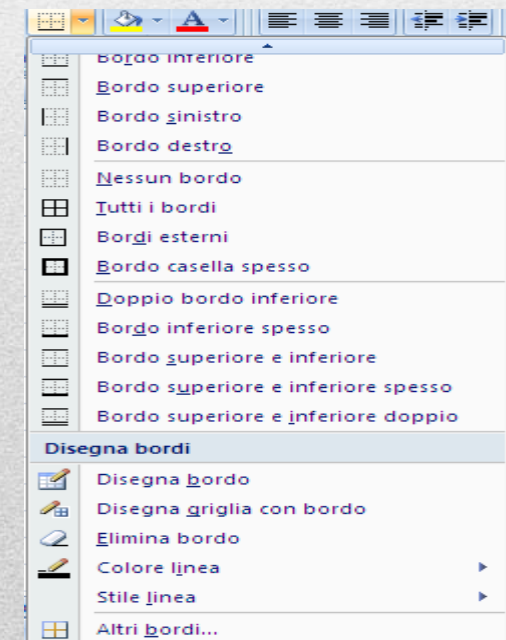 A
Bordo inferiore
Bordo superiore
Bordo sinistro
Bordo destro
Nessun bordo
Tutti i bordi
Bordi esterni
Bordo casella spesso
Doppio bordo inferiore
Bordo inferiore spesso
Bordo superiore e inferiore
Bordo superiore e inferiore spesso
Bordo superiore e inferiore doppio
Disegna bordi
Disegna bordo
Disegna griglia con bordo
Elimina bordo
Colore linea
Stile linea
Altri bordi...